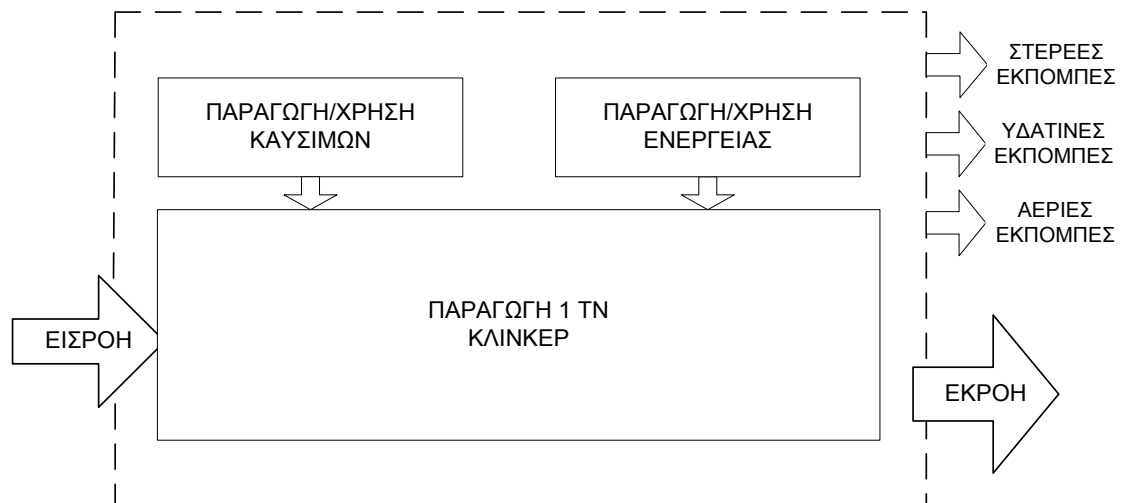 ΣΤΕΡΕΕΣ
ΕΚΠΟΜΠΕΣ
ΠΑΡΑΓΩΓΗ/ΧΡΗΣΗ
ΚΑΥΣΙΜΩΝ
ΠΑΡΑΓΩΓΗ/ΧΡΗΣΗ
ΕΝΕΡΓΕΙΑΣ
ΥΔΑΤΙΝΕΣ
ΕΚΠΟΜΠΕΣ
ΑΕΡΙΕΣ
ΕΚΠΟΜΠΕΣ
ΠΑΡΑΓΩΓΗ 1 ΤΝ
ΚΛΙΝΚΕΡ
ΕΙΣΡΟΗ
ΕΚΡΟΗ